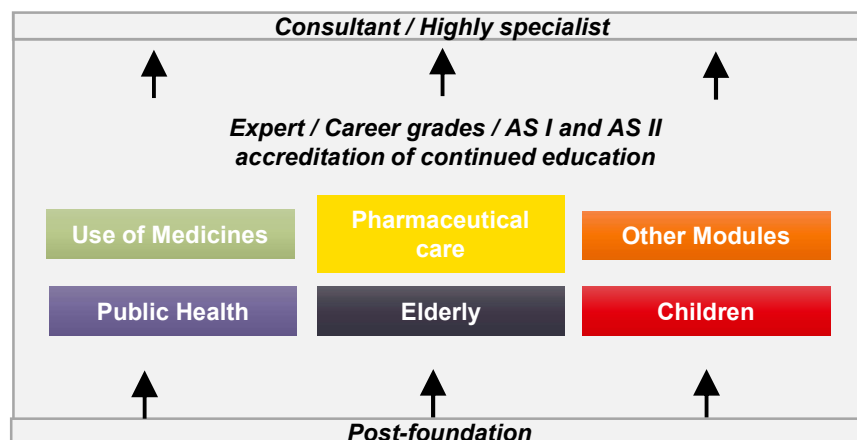 Consultant / Highly specialist
Expert / Career grades / AS I and AS II
accreditation of continued education
Use of Medicines
Pharmaceutical
care
Other Modules
Public Health
Elderly
Children
Post-foundation